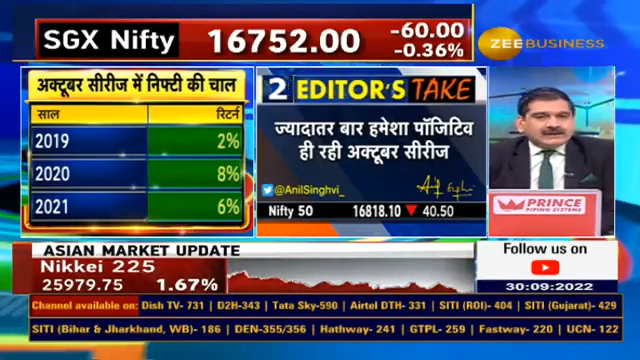 SGX Nifty 16752.00 -60.00
-0.36%
ZEE BUSINESS
अक्टूबर सीरीज में निफ्टी की चाल
साल रिटर्न
2019 2%
2020 8%
2021 6%
2 EDITOR'S TAKE
ज्यादातर बार हमेशा पॉजिटिव
ही रही अक्टूबर सीरीज
@AnilSinghvi_
Nifty 50 16818.10 ▼ 40.50
PRINCE
PIPING SYSTEMS
ASIAN MARKET UPDATE
Nikkei 225
25979.75 1.67%
Follow us on
30:09:2022
Channel available on: Dish TV- 731 | D2H-343 | Tata Sky-590 | Airtel DTH- 331 | SITI (ROI)- 404 | SITI (Gujarat)- 429
SITI (Bihar & Jharkhand, WB)- 186 | DEN-355/356 | Hathway- 241 | GTPL- 259 | Fastway- 220 | UCN- 122